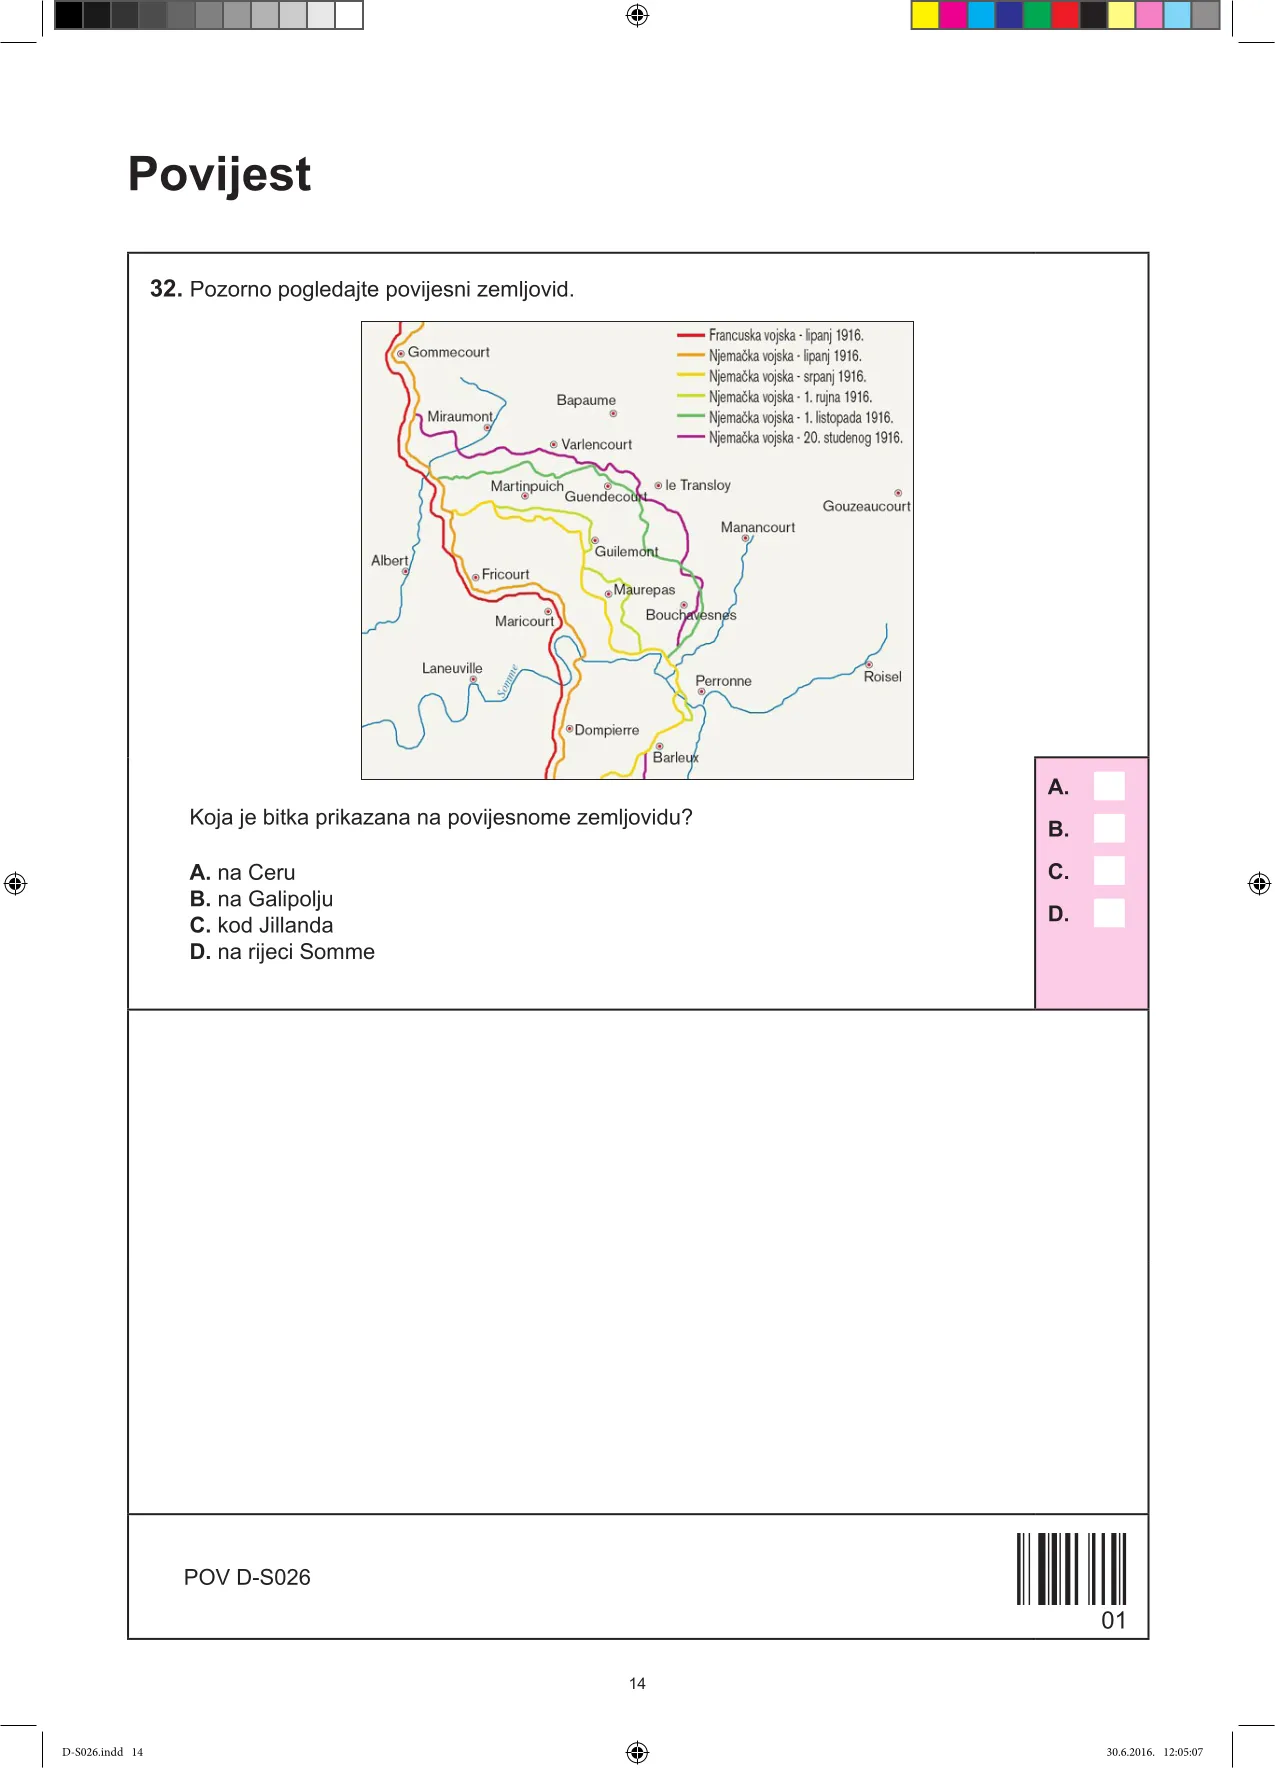 Povijest
32. Pozorno pogledajte povijesni zemljovid.
Francuska vojska - lipanj 1916.
Njemačka vojska - lipanj 1916.
Njemačka vojska - srpanj 1916.
Njemačka vojska - 1. rujna 1916.
Njemačka vojska - 1. listopada 1916.
Njemačka vojska - 20. studenog 1916.
Gommecourt
Bapaume
Miraumont
Varlencourt
Martinpuich
Guendecourt
le Transloy
Gouzeaucourt
Manancourt
Albert
Guilemont
Fricourt
Maurepas
Maricourt
Bouchavesnes
Laneuville
Somme
Perronne
Roisel
Dompierre
Barleux
Koja je bitka prikazana na povijesnome zemljovidu?
A. na Ceru
B. na Galipolju
C. kod Jillanda
D. na rijeci Somme
A.
B.
C.
D.
POV D-S026
01
14
D-S026.indd 14
30.6.2016. 12:05:07